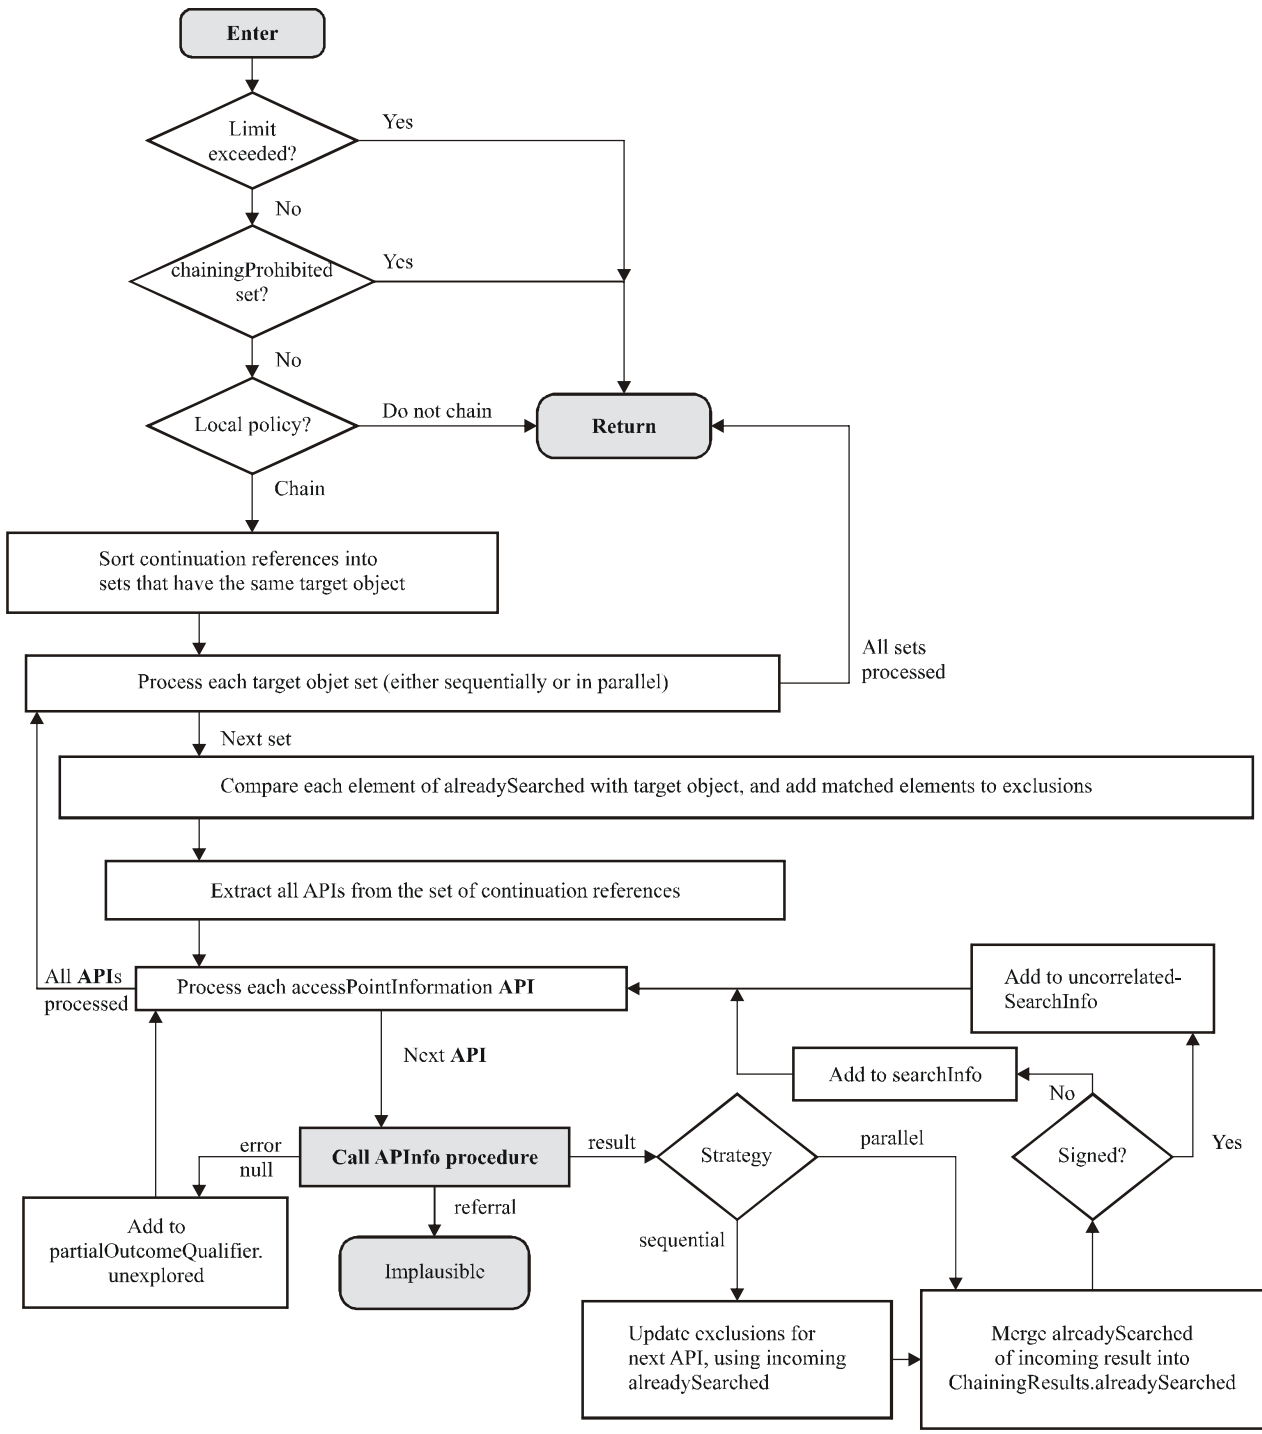 Enter
Limit
exceeded?
Yes
No
chainingProhibited
set?
Yes
No
Local policy?
Do not chain
Return
Chain
Sort continuation references into
sets that have the same target object
All sets
processed
Process each target objet set (either sequentially or in parallel)
Next set
Compare each element of alreadySearched with target object, and add matched elements to exclusions
Extract all APIs from the set of continuation references
All APIs
processed
Process each accessPointInformation API
Add to uncorrelated-
SearchInfo
Next API
Add to searchInfo
No
Yes
error
null
Call APInfo procedure
result
Strategy
parallel
Signed?
referral
sequential
Add to
partialOutcomeQualifier.
unexplored
Implausible
Update exclusions for
next API, using incoming
alreadySearched
Merge alreadySearched
of incoming result into
ChainingResults.alreadySearched